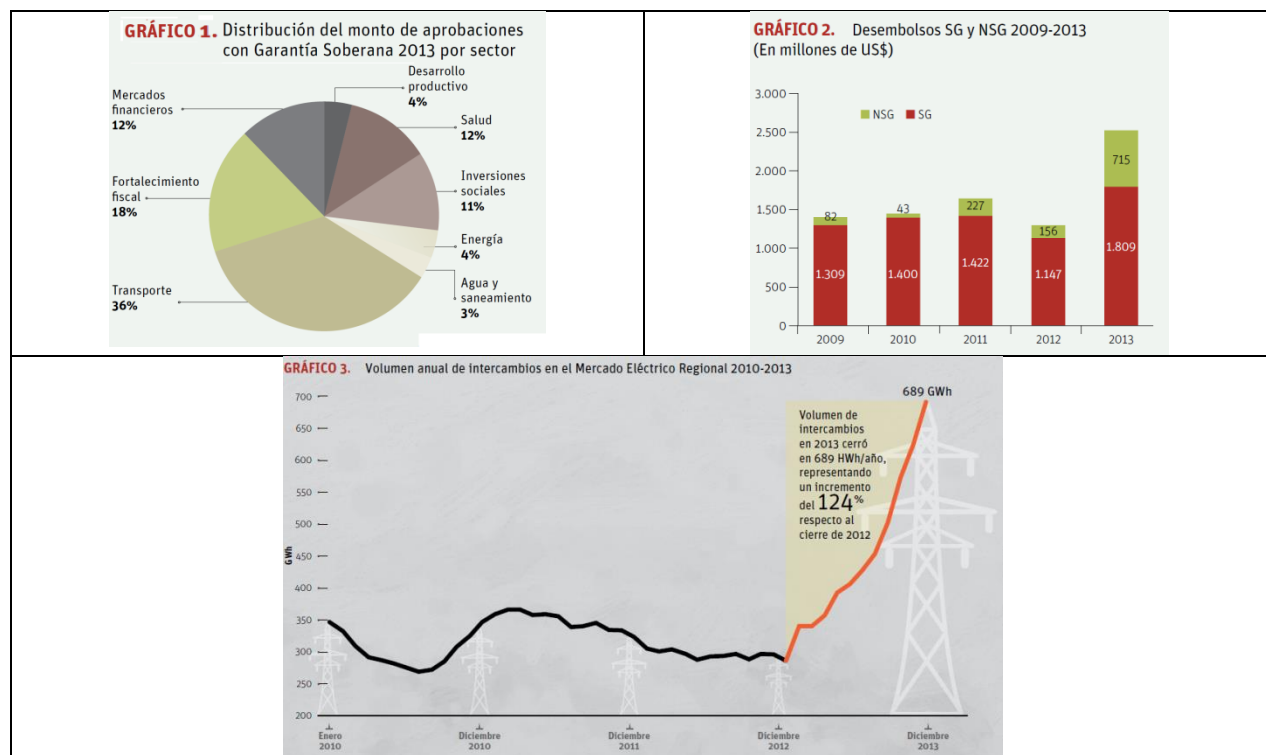 GRÁFICO 1. Distribución del monto de aprobaciones
con Garantía Soberana 2013 por sector
Desarrollo
productivo
4%
Mercados
financieros
12%
Salud
12%
Fortalecimiento
fiscal
18%
Inversiones
sociales
11%
Energía
4%
Transporte
36%
Agua y
saneamiento
3%
GRÁFICO 2. Desembolsos SG y NSG 2009-2013
(En millones de US$)
3.000
2.500
2.000
1.500
1.000
500
0
NSG SG
82
1.309
43
1.400
227
1.422
156
1.147
715
1.809
2009 2010 2011 2012 2013
GRÁFICO 3. Volumen anual de intercambios en el Mercado Eléctrico Regional 2010-2013
GWh
700
650
600
550
500
450
400
350
300
250
200
689 GWh
Volumen de
intercambios
en 2013 cerró
en 689 HWh/año,
representando
un incremento
del 124%
respecto al
cierre de 2012
Enero
2010
Diciembre
2010
Diciembre
2011
Diciembre
2012
Diciembre
2013